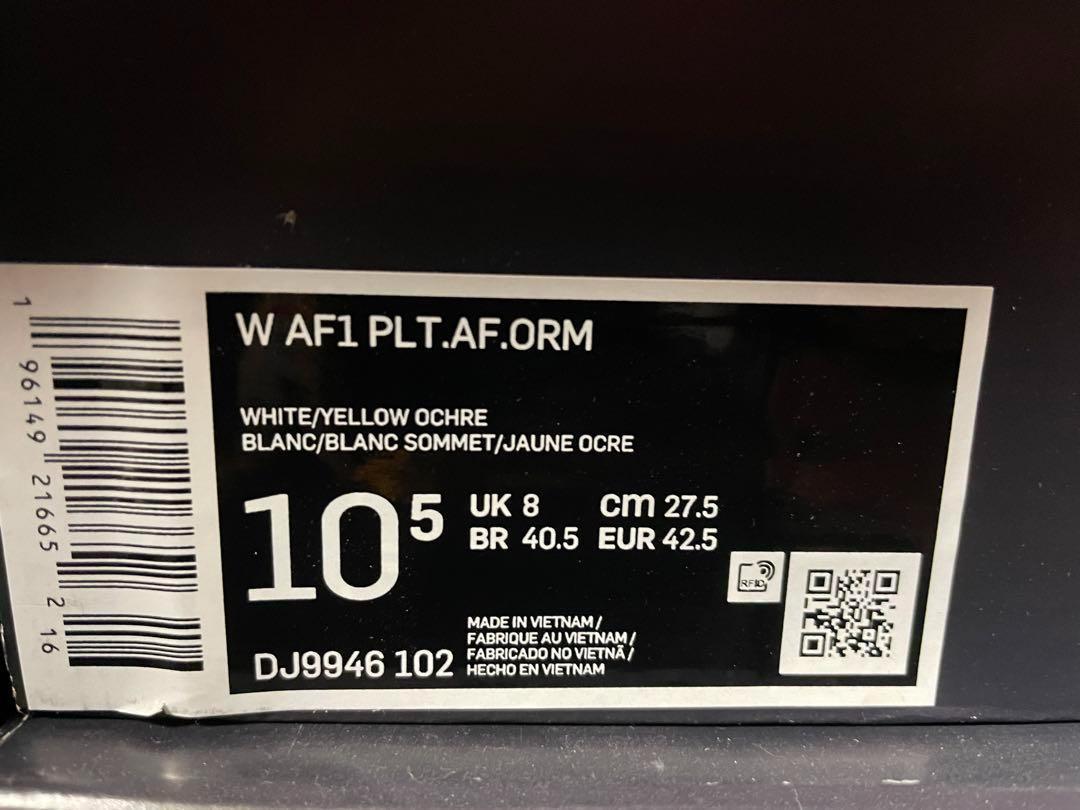 W AF1 PLT.AF.ORM
WHITE/YELLOW OCHRE
BLANC/BLANC SOMMET/JAUNE OCRE
10 5
UK 8 cm 27.5
BR 40.5 EUR 42.5
RFID
MADE IN VIETNAM /
FABRIQUE AU VIETNAM /
FABRICADO NO VIETNÃ /
HECHO EN VIETNAM
DJ9946 102
1 96149 21665 2 16